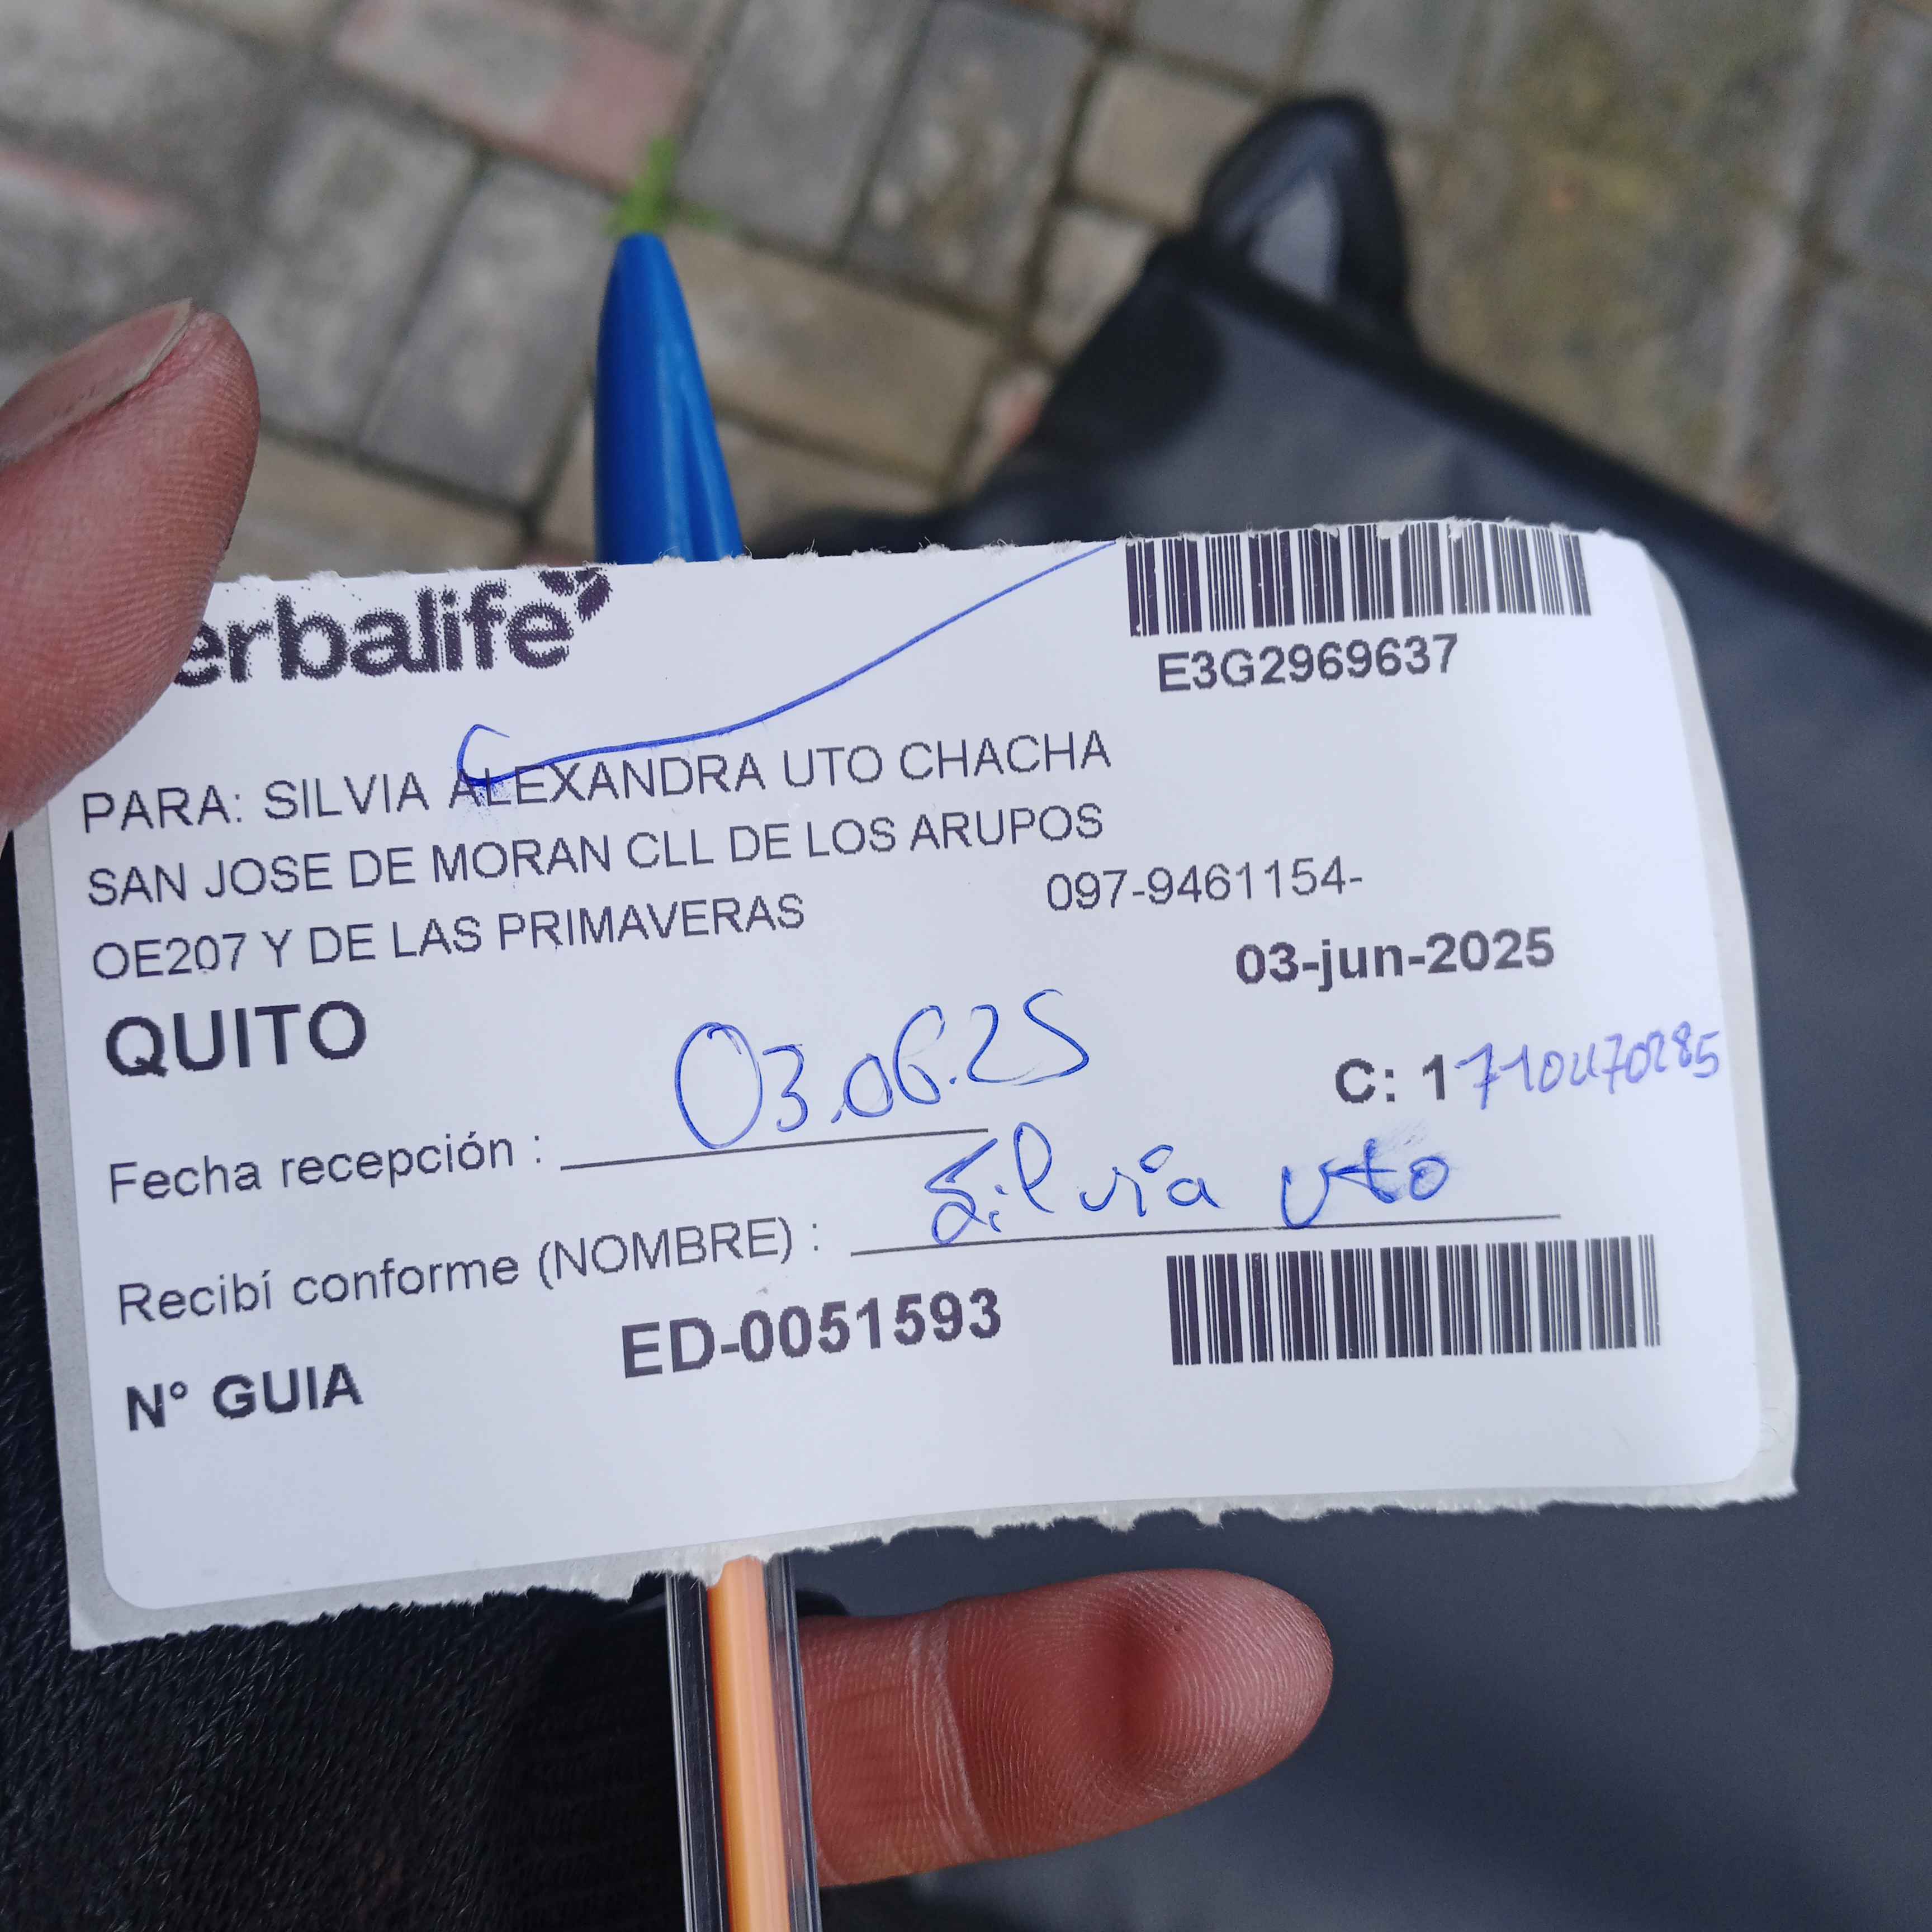 erbalife
E3G2969637
PARA: SILVIA ALEXANDRA UTO CHACHA
SAN JOSE DE MORAN CLL DE LOS ARUPOS
OE207 Y DE LAS PRIMAVERAS 097-9461154-
03-jun-2025
QUITO
C: 1710470285
Fecha recepción : 03.06.25
Recibí conforme (NOMBRE) : Silvia Uto
N° GUIA ED-0051593